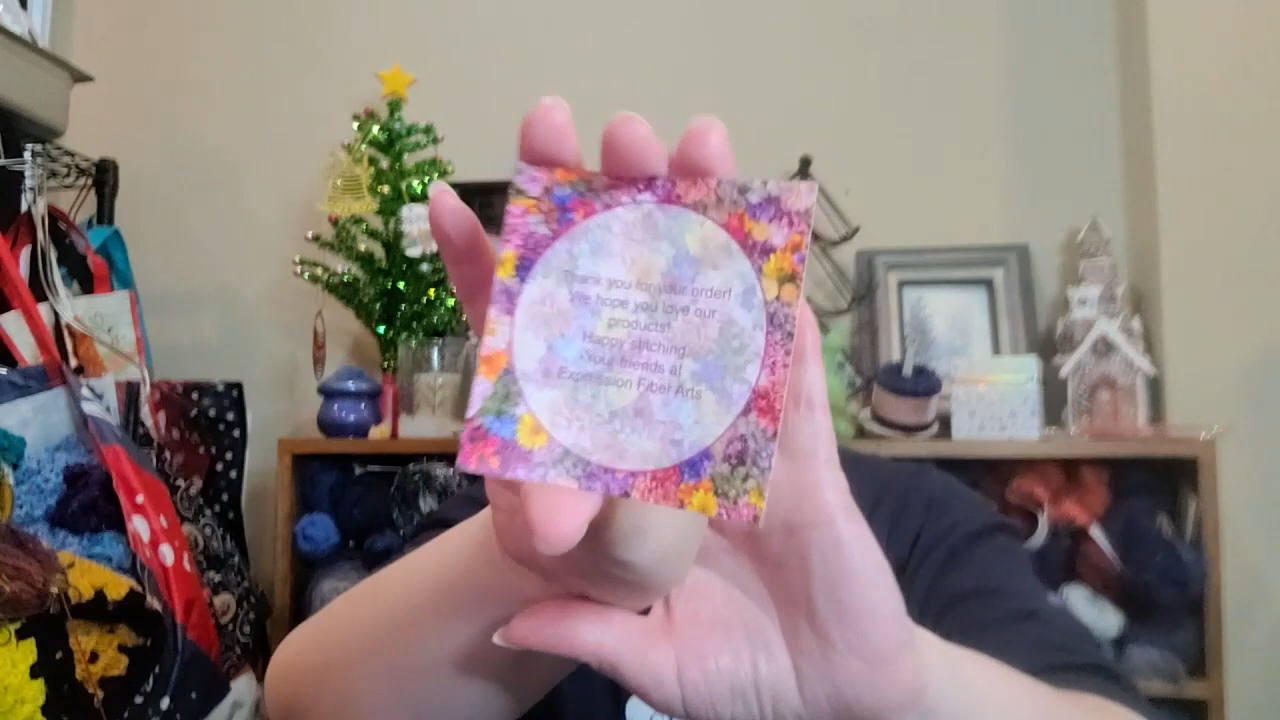 Thank you for your order!
We hope you love our
products!
Happy stitching,
Your friends at
Expression Fiber Arts